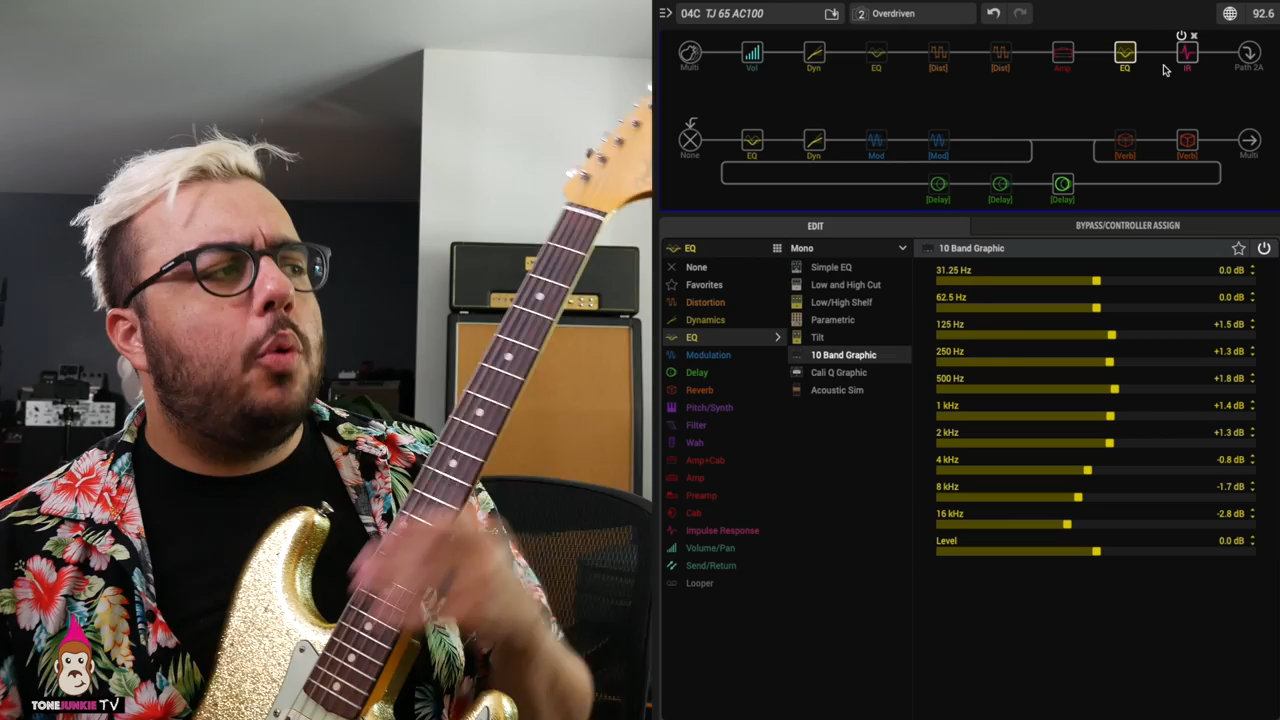 04C TJ 65 AC100
2 Overdriven
92.6
Multi Vol Dyn EQ [Dist] [Dist] Amp EQ IR Path 2A
None EQ Dyn Mod [Mod] [Verb] [Verb] Multi
[Delay] [Delay] [Delay]
EDIT BYPASS/CONTROLLER ASSIGN
EQ Mono 10 Band Graphic
None
Favorites
Distortion
Dynamics
EQ
Modulation
Delay
Reverb
Pitch/Synth
Filter
Wah
Amp+Cab
Amp
Preamp
Cab
Impulse Response
Volume/Pan
Send/Return
Looper
Simple EQ
Low and High Cut
Low/High Shelf
Parametric
Tilt
10 Band Graphic
Cali Q Graphic
Acoustic Sim
31.25 Hz 0.0 dB
62.5 Hz 0.0 dB
125 Hz +1.5 dB
250 Hz +1.3 dB
500 Hz +1.8 dB
1 kHz +1.4 dB
2 kHz +1.3 dB
4 kHz -0.8 dB
8 kHz -1.7 dB
16 kHz -2.8 dB
Level 0.0 dB
TONEJUNKIE TV